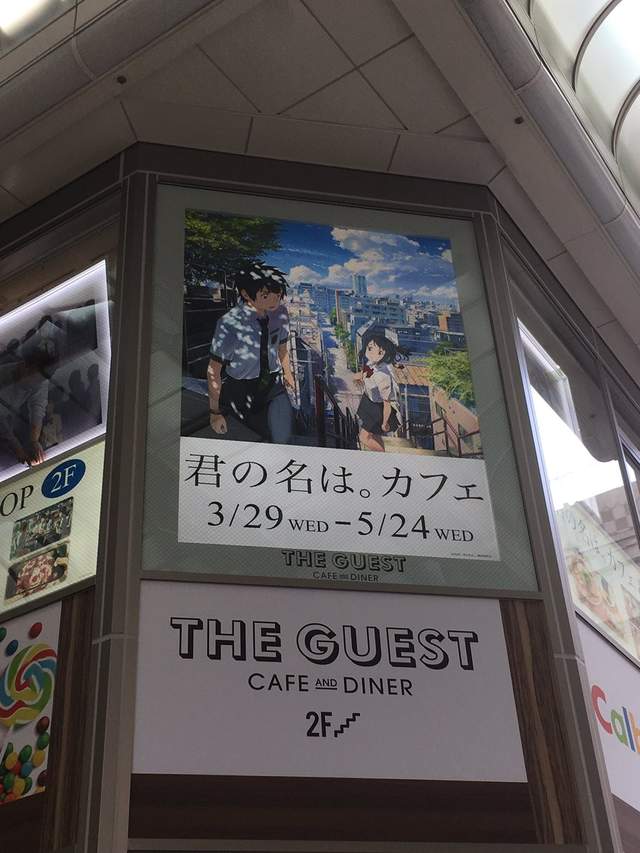 君の名は。カフェ
3/29 WED - 5/24 WED
THE GUEST
CAFE AND DINER
THE GUEST
CAFE AND DINER
2F
OP 2F
Calb